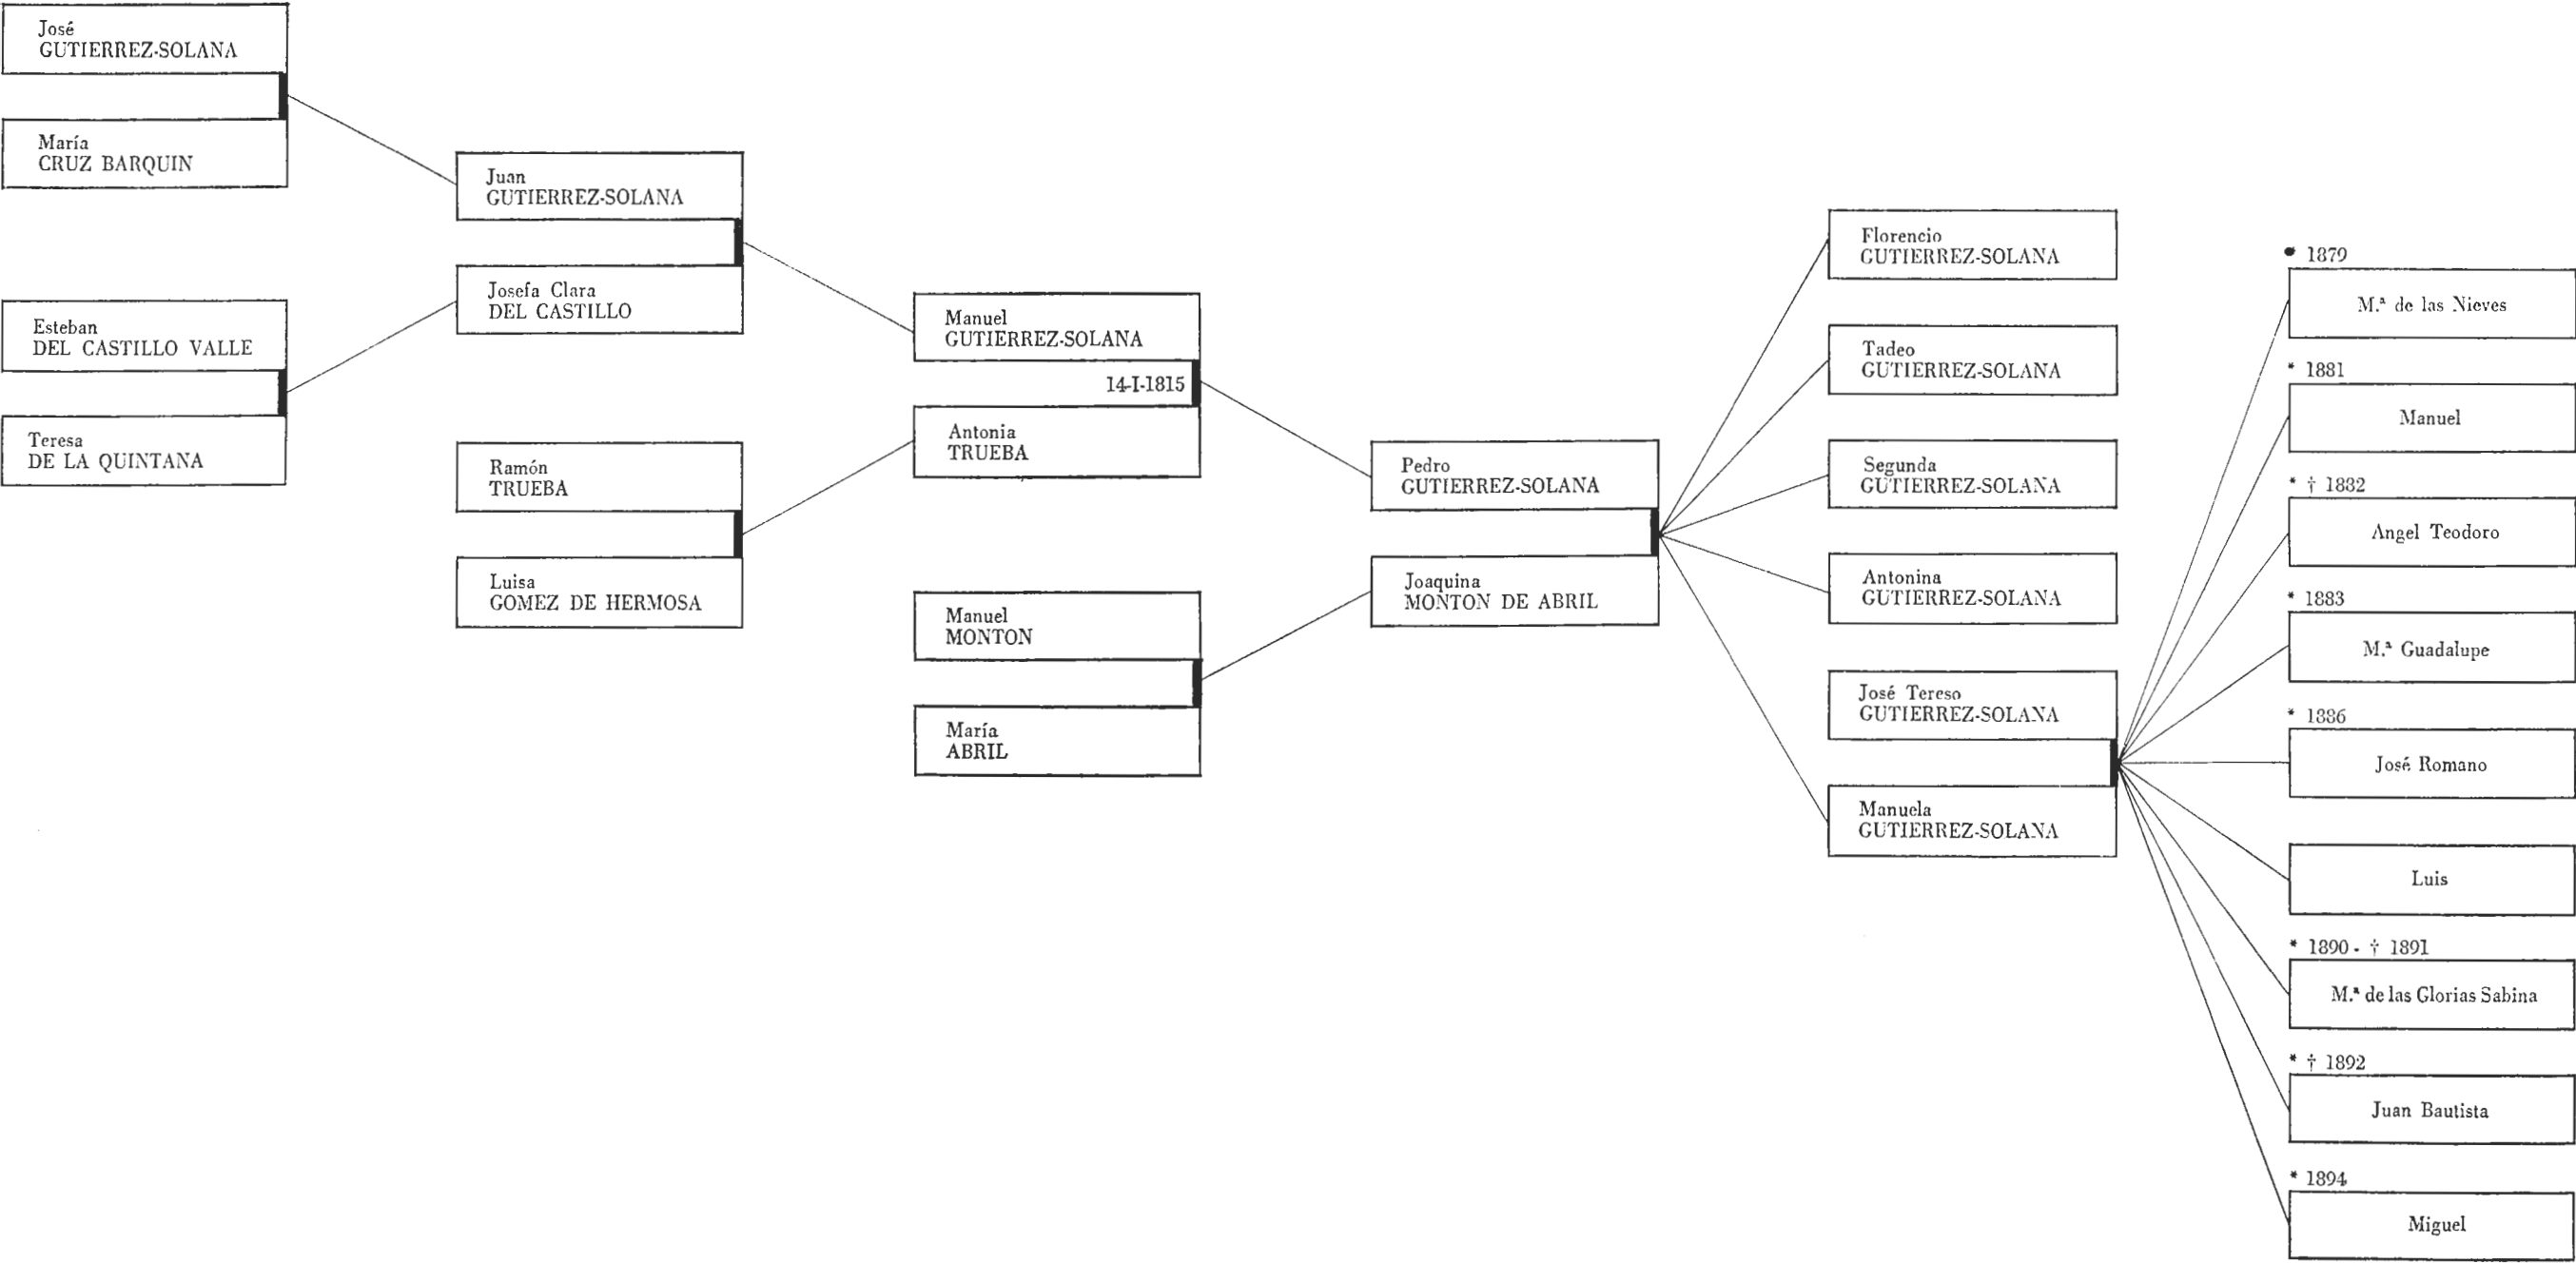 José
GUTIERREZ-SOLANA
María
CRUZ BARQUIN
Esteban
DEL CASTILLO VALLE
Teresa
DE LA QUINTANA
Juan
GUTIERREZ-SOLANA
Josefa Clara
DEL CASTILLO
Ramón
TRUEBA
Luisa
GOMEZ DE HERMOSA
Manuel
GUTIERREZ-SOLANA
14-I-1815
Antonia
TRUEBA
Manuel
MONTON
María
ABRIL
Pedro
GUTIERREZ-SOLANA
Joaquina
MONTON DE ABRIL
Florencio
GUTIERREZ-SOLANA
Tadeo
GUTIERREZ-SOLANA
Segunda
GUTIERREZ-SOLANA
Antonina
GUTIERREZ-SOLANA
José Tereso
GUTIERREZ-SOLANA
Manuela
GUTIERREZ-SOLANA
* 1879
M.ª de las Nieves
* 1881
Manuel
* † 1882
Angel Teodoro
* 1883
M.ª Guadalupe
* 1886
José Romano
Luis
* 1890 - † 1891
M.ª de las Glorias Sabina
* † 1892
Juan Bautista
* 1894
Miguel